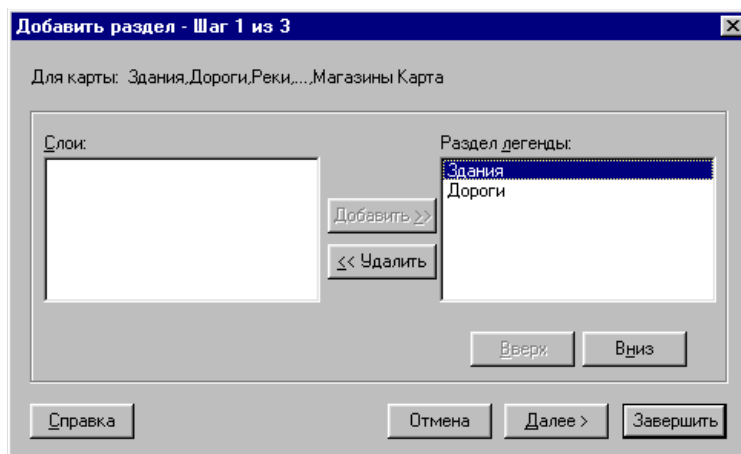 Добавить раздел - Шаг 1 из 3
Для карты: Здания,Дороги,Реки,...,Магазины Карта
Слои:
Раздел легенды:
Здания
Дороги
Добавить >>
<< Удалить
Вверх
Вниз
Справка
Отмена
Далее >
Завершить